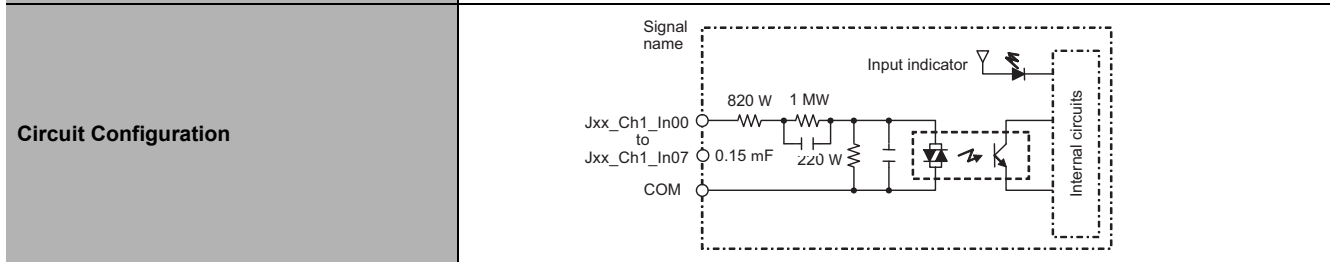 Circuit Configuration
Signal
name
Input indicator
820 W 1 MW
Jxx_Ch1_In00
to
Jxx_Ch1_In07
0.15 mF
220 W
COM
Internal circuits